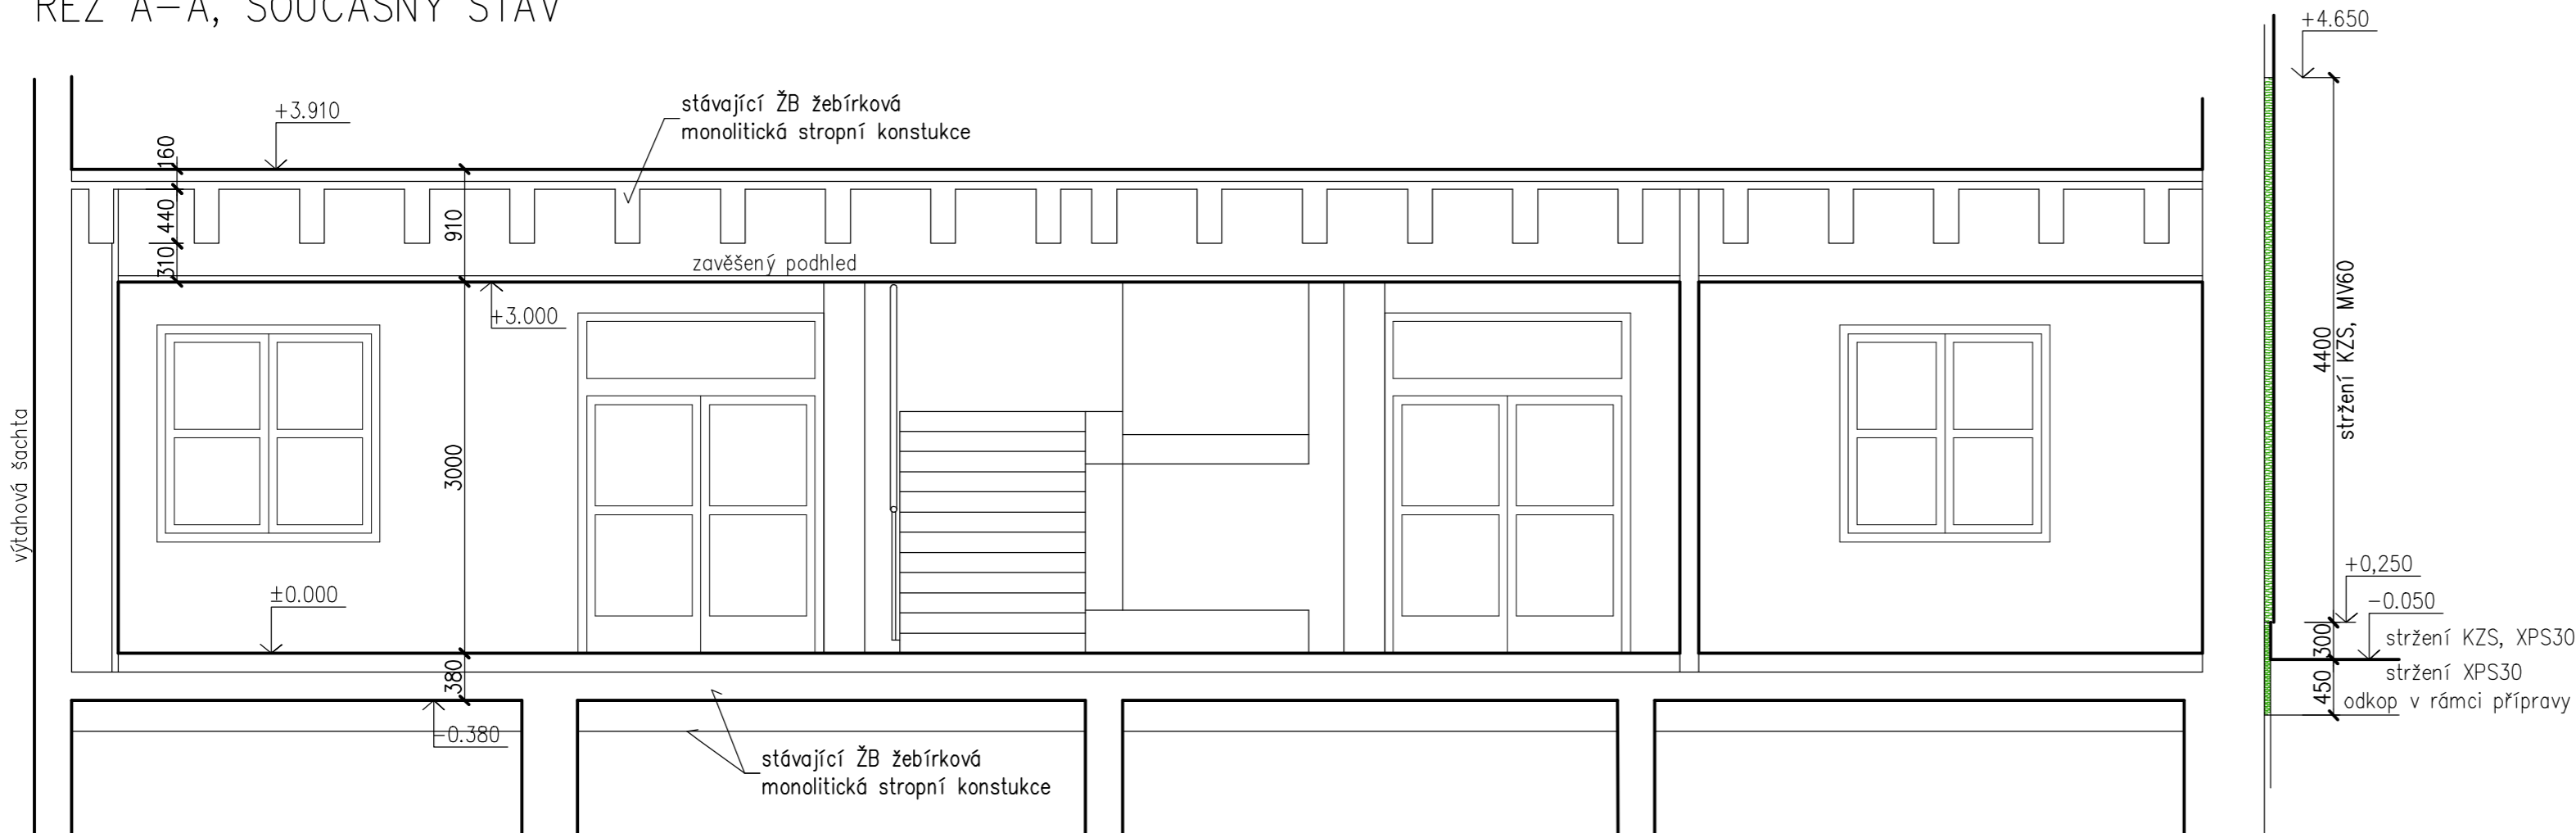 ŘEZ A-A, SOUČASNÝ STAV
+4.650
+3.910
stávající ŽB žebírková
monolitická stropní konstukce
160
440
310
910
zavěšený podhled
+3.000
3000
výtahová šachta
±0.000
380
-0.380
stávající ŽB žebírková
monolitická stropní konstukce
4400
stržení KZS, MV60
+0,250
-0.050
300
stržení KZS, XPS30
stržení XPS30
450
odkop v rámci přípravy